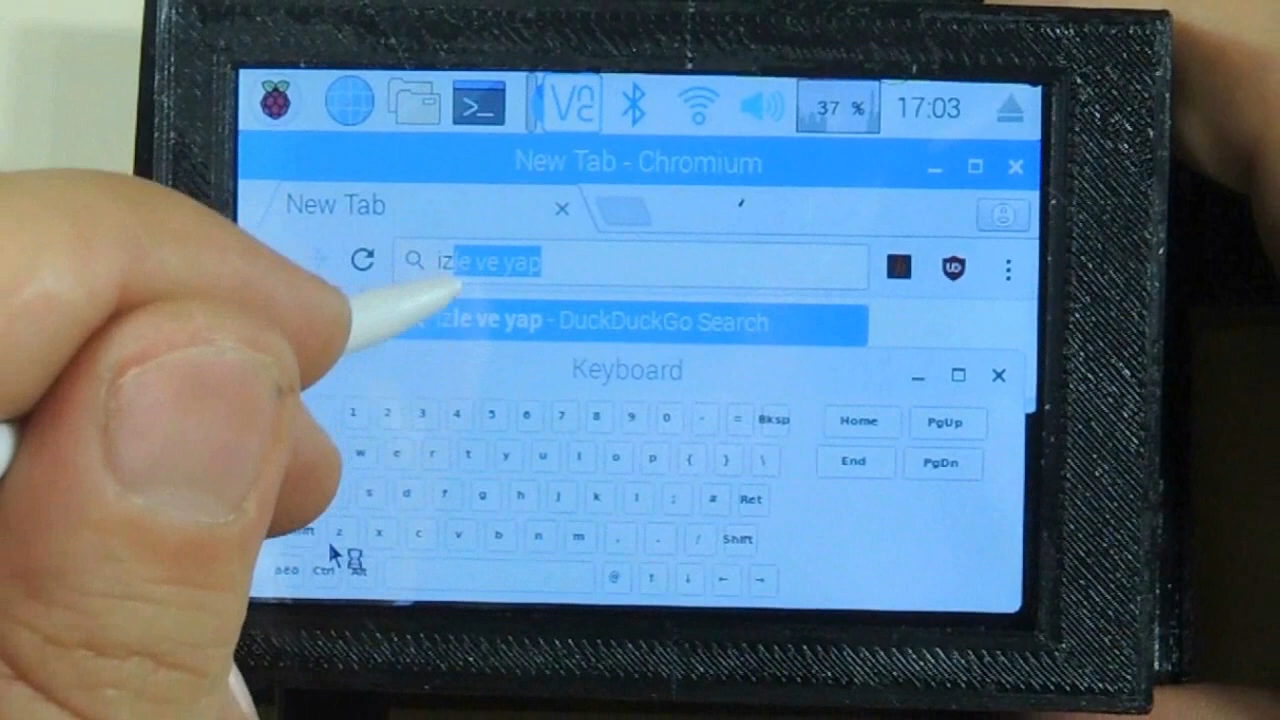 >_ VNC 37 % 17:03
New Tab - Chromium
New Tab
izle ve yap
izle ve yap - DuckDuckGo Search
Keyboard
1 2 3 4 5 6 7 8 9 0 - = Bksp Home PgUp
w e r t y u i o p { } \ End PgDn
s d f g h j k l ; # Ret
z x c v b n m , . / Shift
Ctrl Alt @ ↑ ↓ ← →